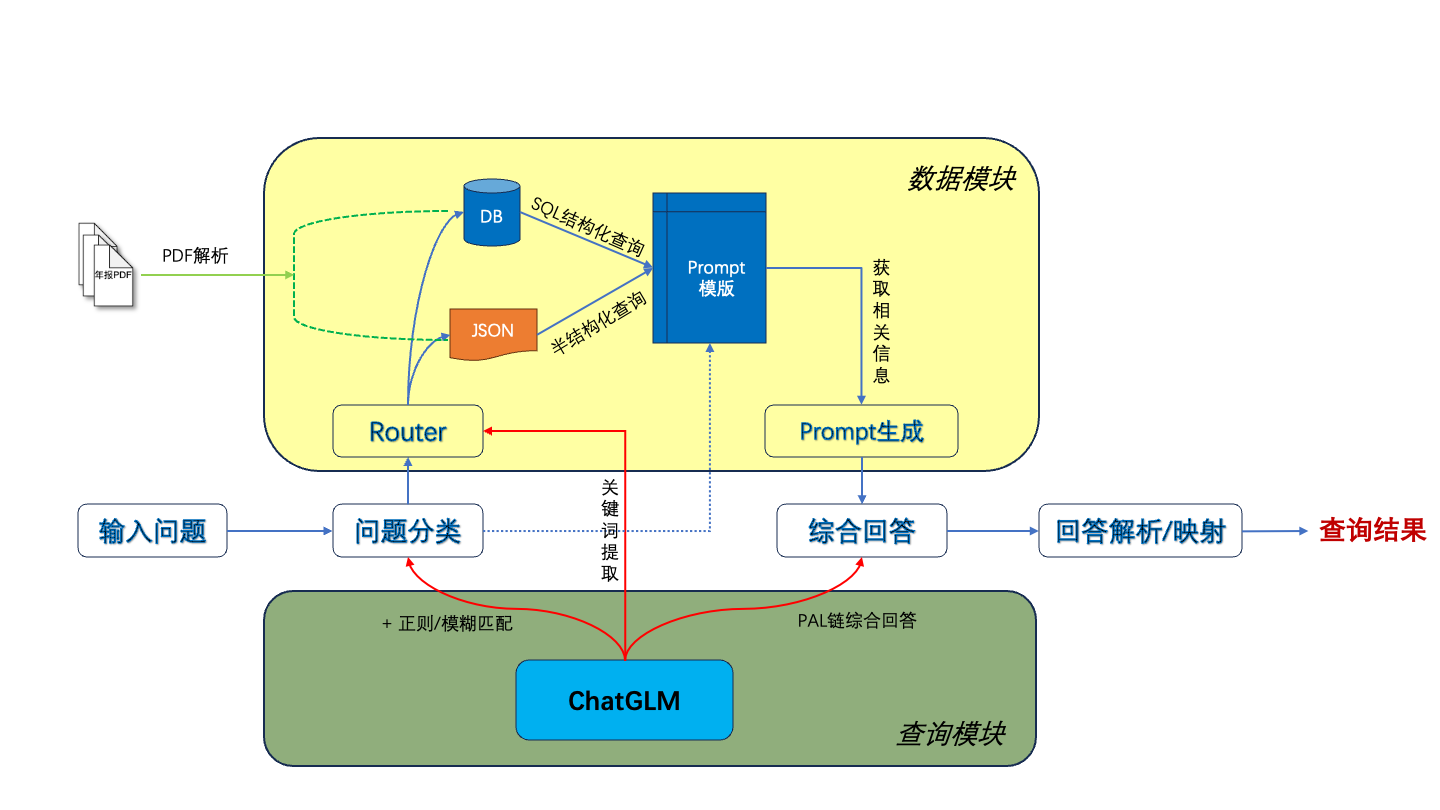 数据模块
DB
SQL结构化查询
年报PDF
PDF解析
Prompt
模版
获取相关信息
JSON
半结构化查询
Router
Prompt生成
关键词提取
输入问题
问题分类
综合回答
回答解析/映射
查询结果
+ 正则/模糊匹配
PAL链综合回答
ChatGLM
查询模块